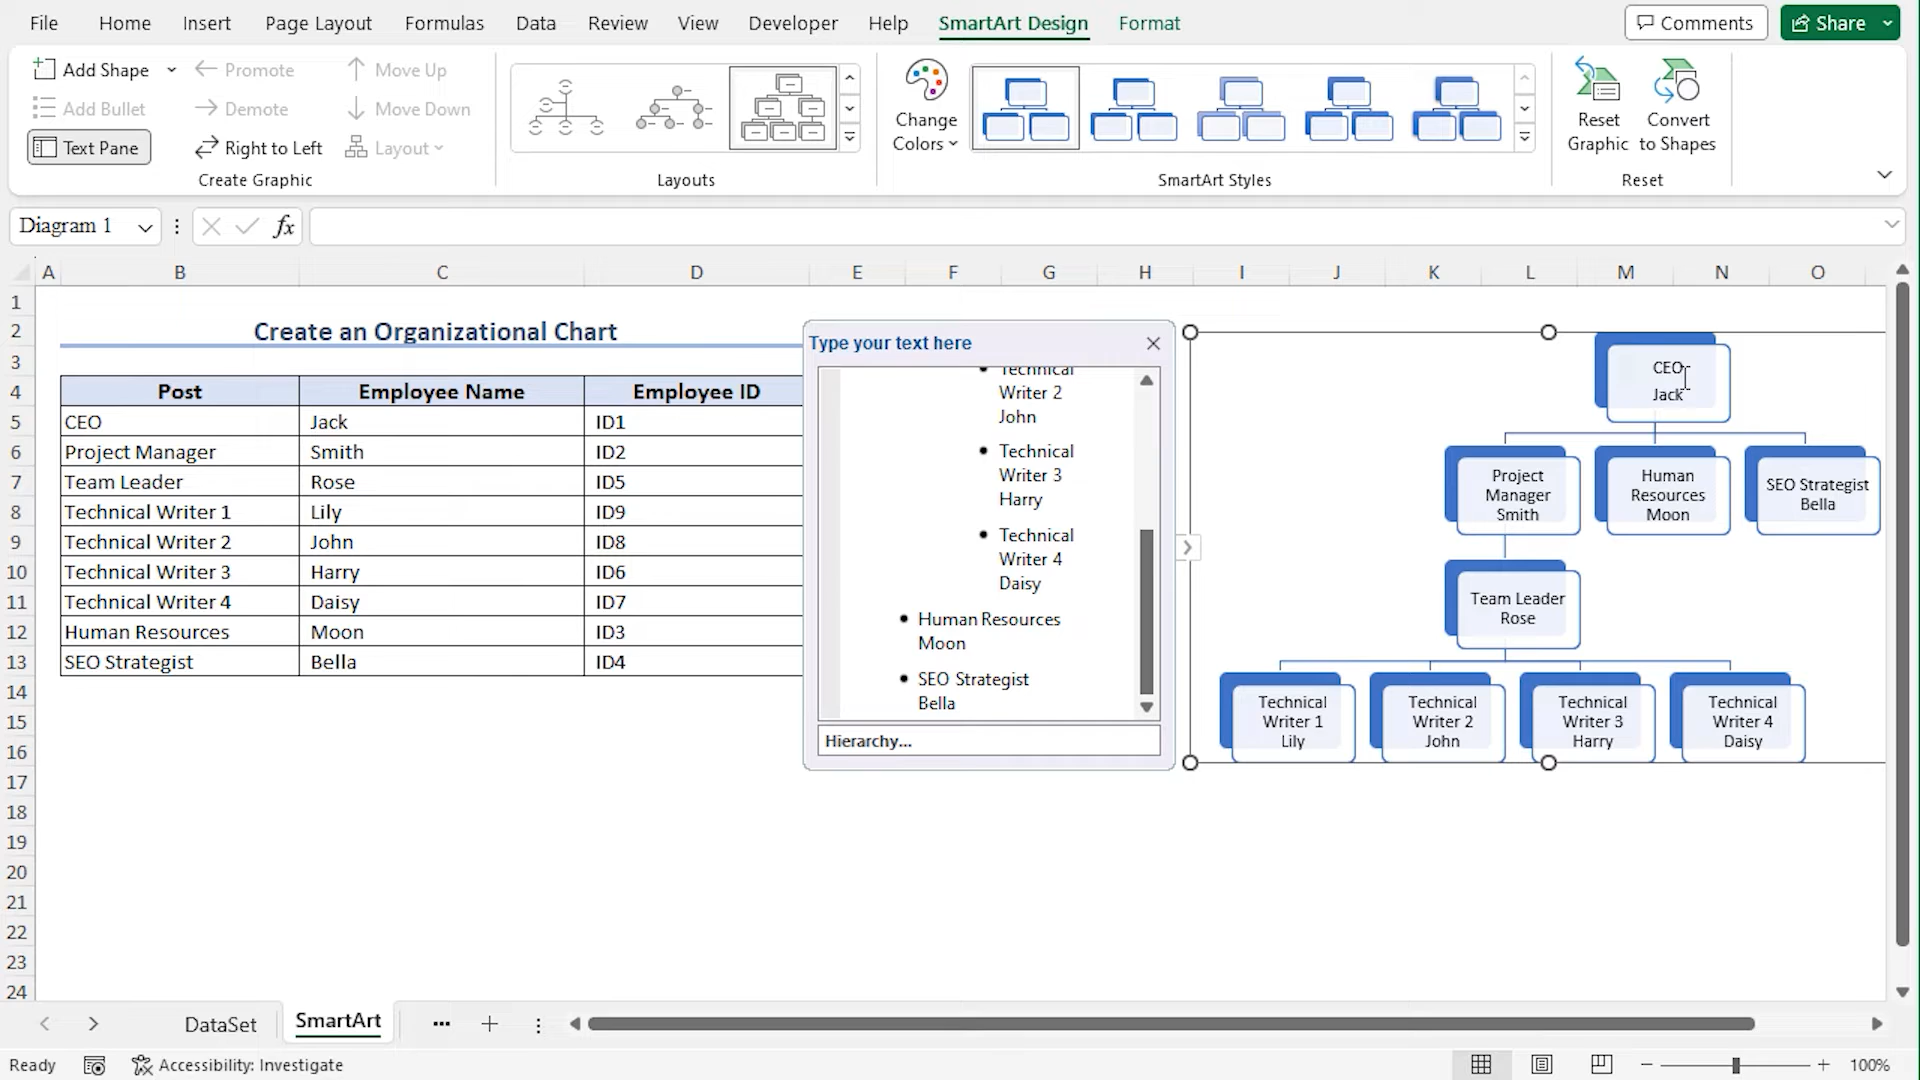 File Home Insert Page Layout Formulas Data Review View Developer Help SmartArt Design Format Comments Share
Add Shape Promote Move Up
Add Bullet Demote Move Down
Text Pane Right to Left Layout
Create Graphic
Layouts
Change
Colors
SmartArt Styles
Reset
Graphic
Convert
to Shapes
Reset
Diagram 1 fx
A B C D E F G H I J K L M N O
1
2 Create an Organizational Chart
3
4 Post Employee Name Employee ID
5 CEO Jack ID1
6 Project Manager Smith ID2
7 Team Leader Rose ID5
8 Technical Writer 1 Lily ID9
9 Technical Writer 2 John ID8
10 Technical Writer 3 Harry ID6
11 Technical Writer 4 Daisy ID7
12 Human Resources Moon ID3
13 SEO Strategist Bella ID4
14
15
16
17
18
19
20
21
22
23
24
Type your text here
Technical
Writer 2
John
Technical
Writer 3
Harry
Technical
Writer 4
Daisy
Human Resources
Moon
SEO Strategist
Bella
Hierarchy...
CEO
Jack
Project
Manager
Smith
Human
Resources
Moon
SEO Strategist
Bella
Team Leader
Rose
Technical
Writer 1
Lily
Technical
Writer 2
John
Technical
Writer 3
Harry
Technical
Writer 4
Daisy
DataSet SmartArt
Ready Accessibility: Investigate 100%